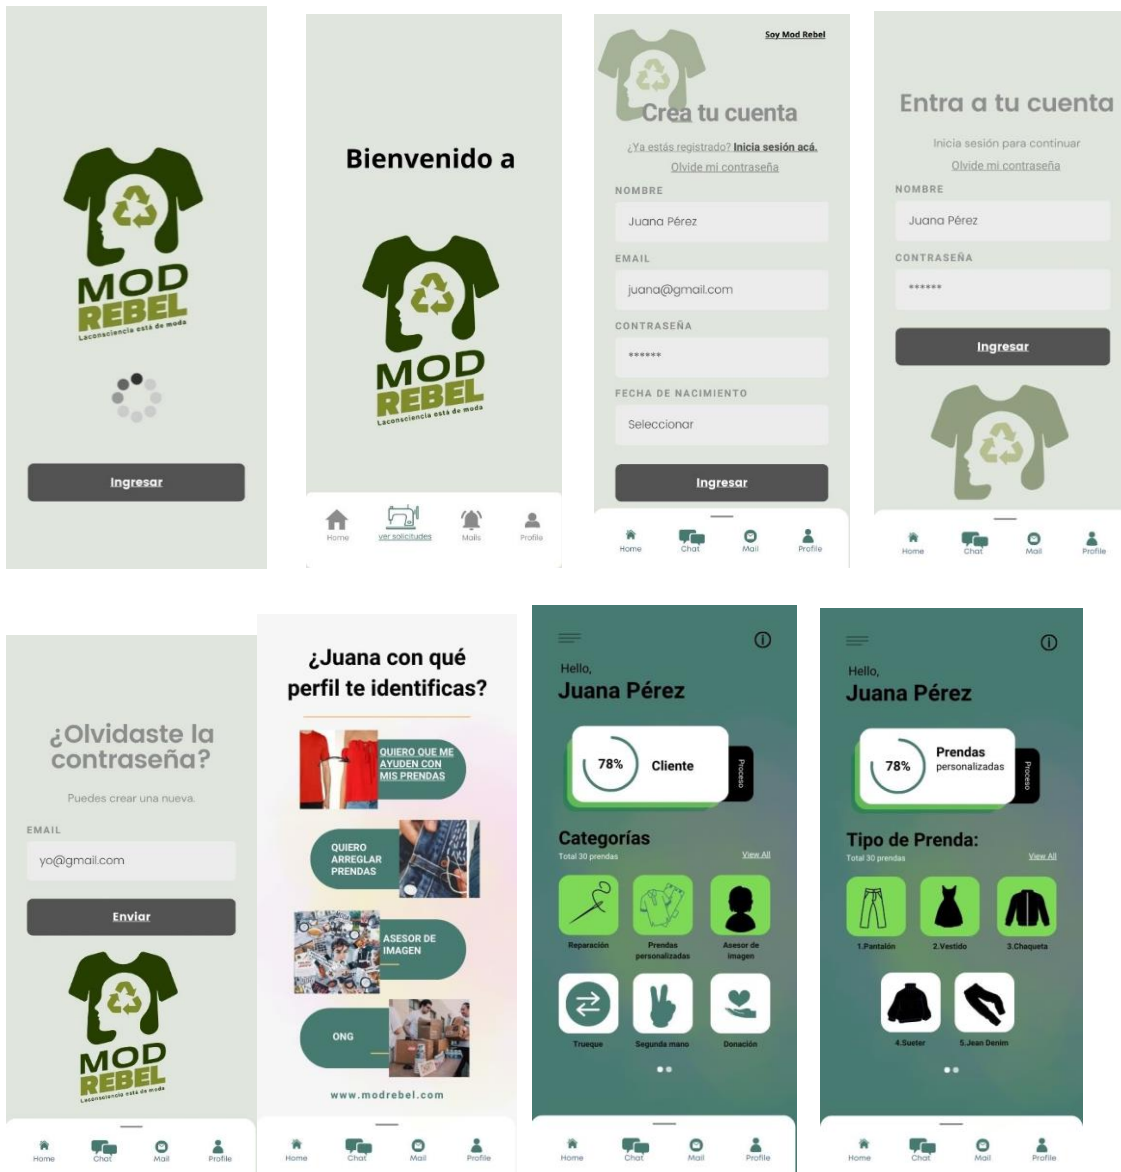 MOD
REBEL
Laconsciencia está de moda
Ingresar
Bienvenido a
MOD
REBEL
Laconsciencia está de moda
Home
ver solicitudes
Mails
Profile
Soy Mod Rebel
Crea tu cuenta
¿Ya estás registrado? Inicia sesión acá.
Olvide mi contraseña
NOMBRE
Juana Pérez
EMAIL
juana@gmail.com
CONTRASEÑA
******
FECHA DE NACIMIENTO
Seleccionar
Ingresar
Home
Chat
Mail
Profile
Entra a tu cuenta
Inicia sesión para continuar
Olvide mi contraseña
NOMBRE
Juana Pérez
CONTRASEÑA
******
Ingresar
Home
Chat
Mail
Profile
¿Olvidaste la
contraseña?
Puedes crear una nueva.
EMAIL
yo@gmail.com
Enviar
MOD
REBEL
Laconsciencia está de moda
Home
Chat
Mail
Profile
¿Juana con qué
perfil te identificas?
QUIERO QUE ME
AYUDEN CON
MIS PRENDAS
QUIERO
ARREGLAR
PRENDAS
ASESOR DE
IMAGEN
ONG
www.modrebel.com
Home
Chat
Mail
Profile
Hello,
Juana Pérez
78%
Cliente
Proceso
Categorías
Total 30 prendas
View All
Reparación
Prendas
personalizadas
Asesor de
imagen
Trueque
Segunda mano
Donación
Home
Chat
Mail
Profile
Hello,
Juana Pérez
78%
Prendas
personalizadas
Proceso
Tipo de Prenda:
Total 30 prendas
View All
1.Pantalón
2.Vestido
3.Chaqueta
4.Sueter
5.Jean Denim
Home
Chat
Mail
Profile